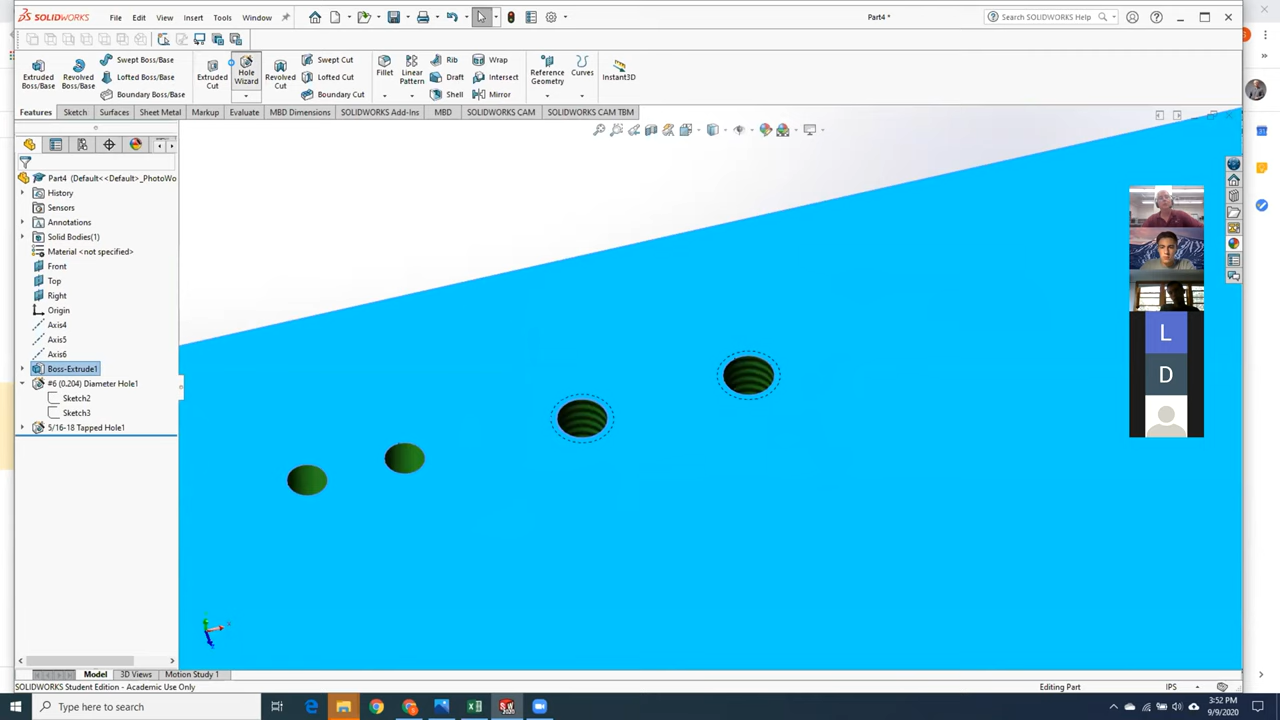 SOLIDWORKS
File
Edit
View
Insert
Tools
Window
Part4 *
Search SOLIDWORKS Help
Extruded Boss/Base
Revolved Boss/Base
Swept Boss/Base
Lofted Boss/Base
Boundary Boss/Base
Extruded Cut
Hole Wizard
Revolved Cut
Swept Cut
Lofted Cut
Boundary Cut
Fillet
Linear Pattern
Rib
Draft
Shell
Wrap
Intersect
Mirror
Reference Geometry
Curves
Instant3D
Features
Sketch
Surfaces
Sheet Metal
Markup
Evaluate
MBD Dimensions
SOLIDWORKS Add-Ins
MBD
SOLIDWORKS CAM
SOLIDWORKS CAM TBM
Part4 (Default<<Default>_PhotoWo
History
Sensors
Annotations
Solid Bodies(1)
Material <not specified>
Front
Top
Right
Origin
Axis4
Axis5
Axis6
Boss-Extrude1
#6 (0.204) Diameter Hole1
Sketch2
Sketch3
5/16-18 Tapped Hole1
L
D
Model
3D Views
Motion Study 1
SOLIDWORKS Student Edition - Academic Use Only
Editing Part
IPS
Type here to search
3:52 PM
9/9/2020